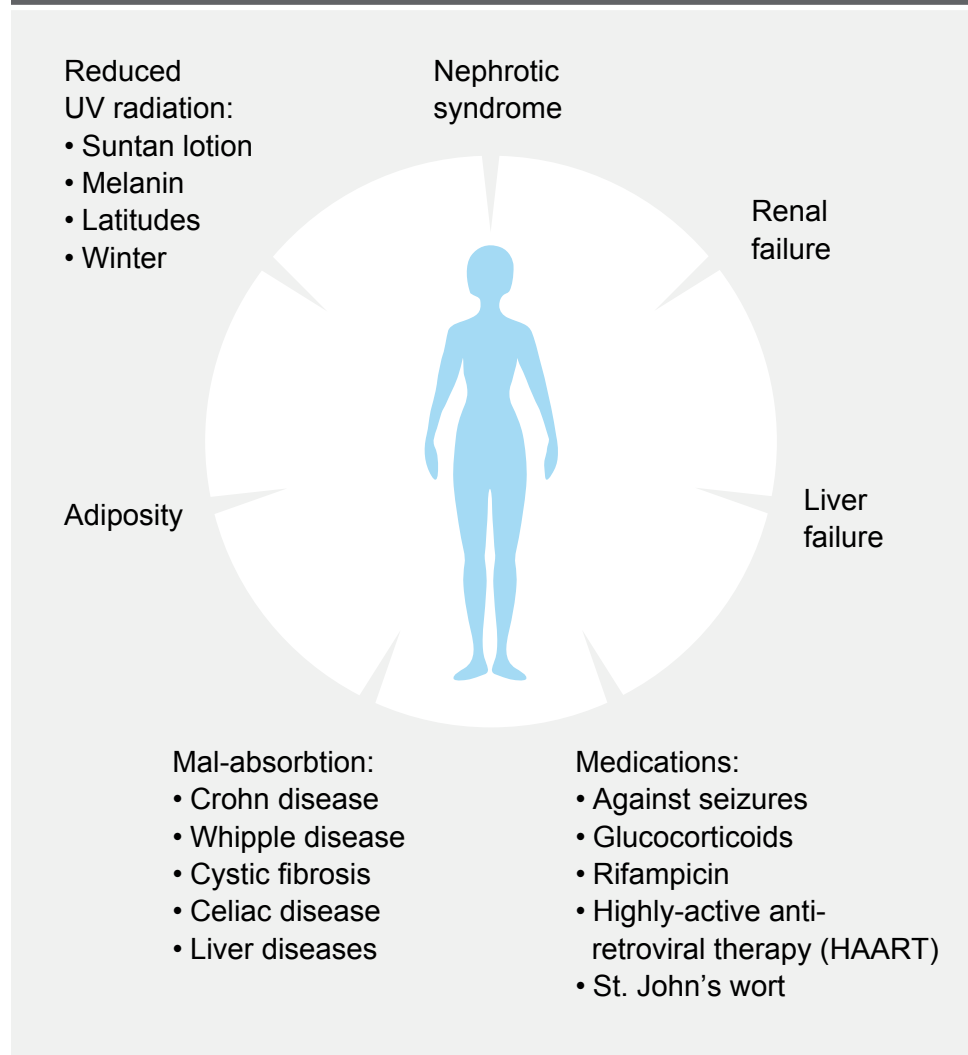 Reduced
UV radiation:
• Suntan lotion
• Melanin
• Latitudes
• Winter
Nephrotic
syndrome
Renal
failure
Adiposity
Liver
failure
Mal-absorbtion:
• Crohn disease
• Whipple disease
• Cystic fibrosis
• Celiac disease
• Liver diseases
Medications:
• Against seizures
• Glucocorticoids
• Rifampicin
• Highly-active anti-
retroviral therapy (HAART)
• St. John’s wort